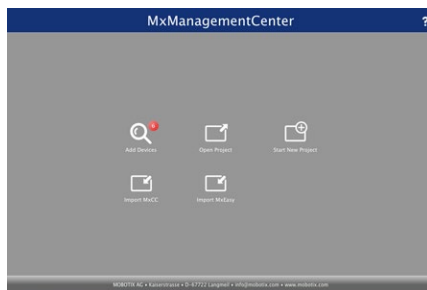 MxManagementCenter ?
Add Devices
Open Project
Start New Project
Import MxCC
Import MxEasy
MOBOTIX AG • Kaiserstrasse • D-67722 Langmeil • info@mobotix.com • www.mobotix.com